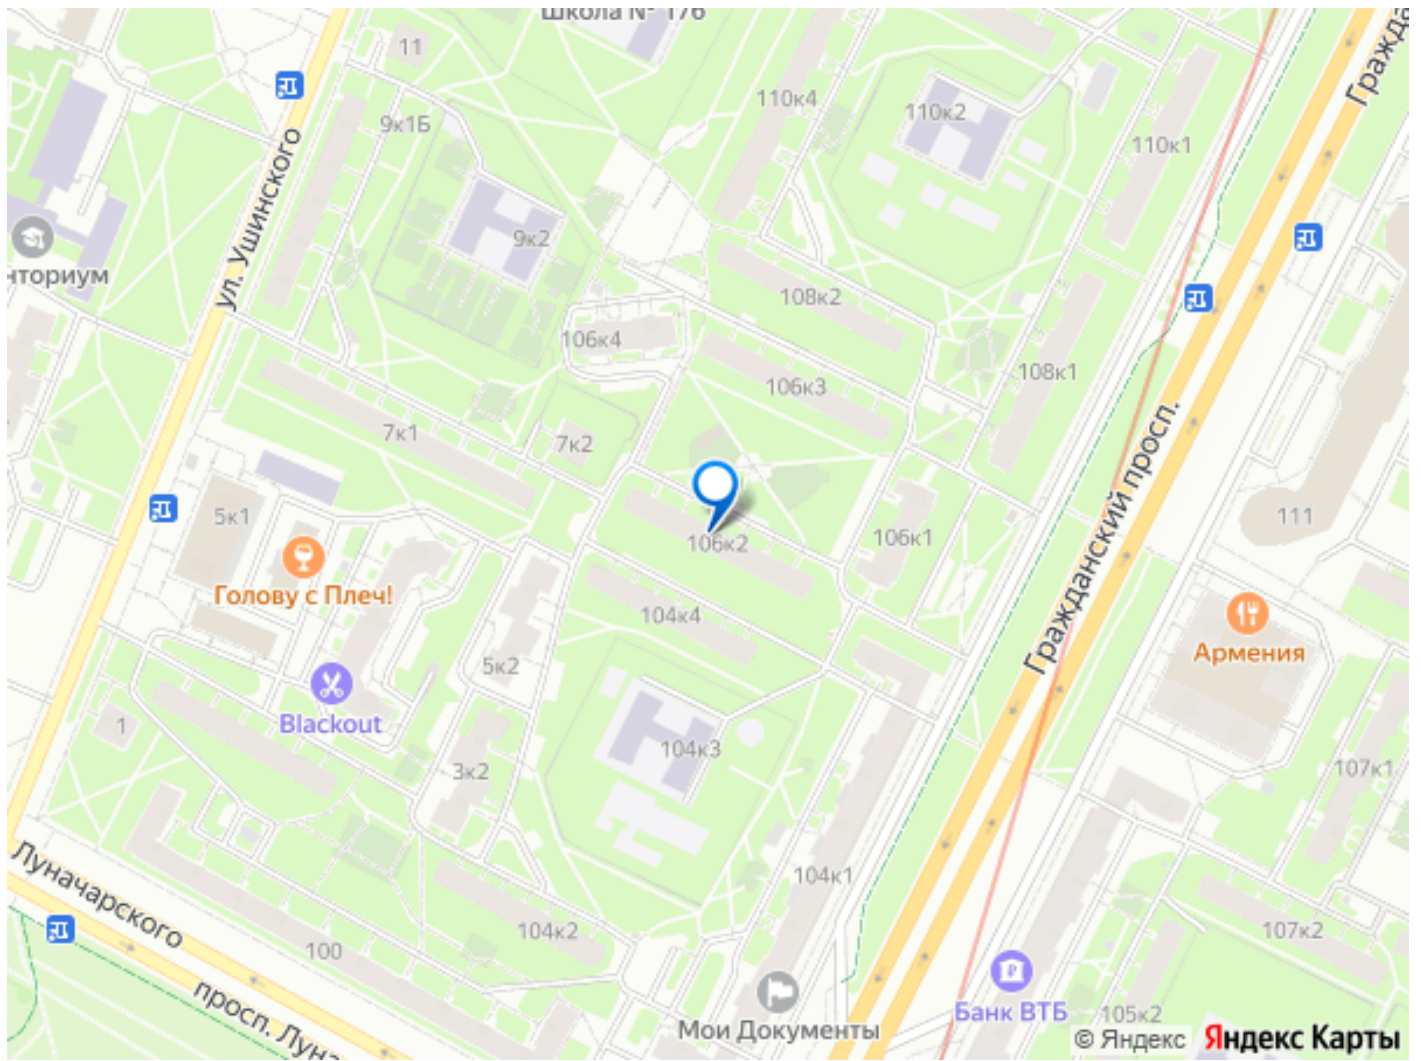 Школа № 176
11
110к4
110к2
Гражда
9к1Б
110к1
ул. Ушинского
9к2
нториум
108к2
106к4
106к3
108к1
7к1
7к2
Гражданский просп.
5к1
106к2
106к1
111
Голову с Плеч!
104к4
Армения
5к2
Blackout
1
104к3
3к2
107к1
Луначарского
104к1
100
104к2
107к2
просп. Луна
Мои Документы
Банк ВТБ
105к2
© Яндекс Яндекс Карты